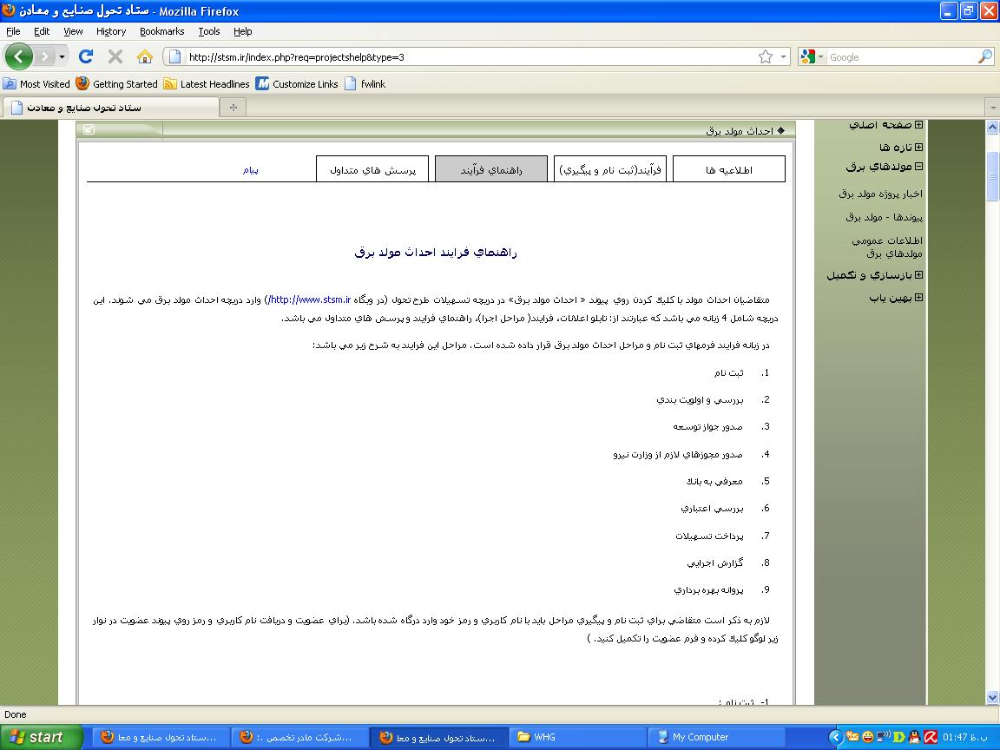 ستاد تحول صنايع و معادن - Mozilla Firefox
File Edit View History Bookmarks Tools Help
http://stsm.ir/index.php?req=projectshelp&type=3
Google
Most Visited Getting Started Latest Headlines Customize Links fwlink
ستاد تحول صنايع و معادن
احداث مولد برق
صفحه اصلي
تازه ها
مولدهاي برق
اخبار پروژه مولد برق
پيوندها - مولد برق
اطلاعات عمومي
مولدهاي برق
بازسازي و تكميل
بهين ياب
اطلاعيه ها
فرآيند(ثبت نام و پيگيري)
راهنماي فرآيند
پرسش هاي متداول
پيام
راهنماي فرايند احداث مولد برق
متقاضيان احداث مولد با كليك كردن روي پيوند « احداث مولد برق» در دريچه تسهيلات طرح تحول (در وبگاه http://www.stsm.ir/) وارد دريچه احداث مولد برق مي شوند. اين
دريچه شامل 4 زبانه مي باشد كه عبارتند از: تابلو اعلانات، فرايند( مراحل اجرا)، راهنماي فرايند و پرسش هاي متداول مي باشد.
در زبانه فرايند فرمهاي ثبت نام و مراحل احداث مولد برق قرار داده شده است. مراحل اين فرايند به شرح زير مي باشد:
1. ثبت نام
2. بررسي و اولويت بندي
3. صدور جواز توسعه
4. صدور مجوزهاي لازم از وزارت نيرو
5. معرفي به بانك
6. بررسي اعتباري
7. پرداخت تسهيلات
8. گزارش اجرايي
9. پروانه بهره برداري
لازم به ذكر است متقاضي براي ثبت نام و پيگيري مراحل بايد با نام كاربري و رمز خود وارد درگاه شده باشد. (براي عضويت و دريافت نام كاربري و رمز روي پيوند عضويت در نوار
زير لوگو كليك كرده و فرم عضويت را تكميل كنيد. )
1- ثبت نام :
Done
start
ستاد تحول صنايع و معا...
شركت مادر تخصص .:...
ستاد تحول صنايع و معا...
WHG
My Computer
01:47 ب.ظ